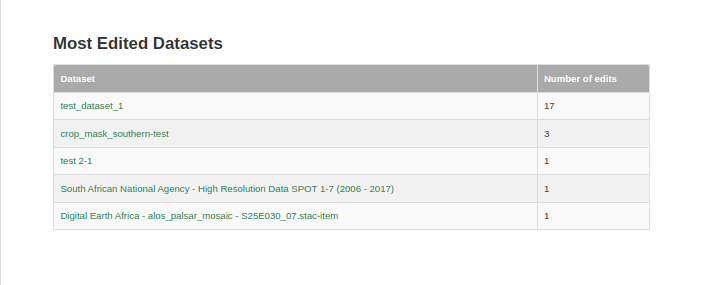 Most Edited Datasets
Dataset Number of edits
test_dataset_1 17
crop_mask_southern-test 3
test 2-1 1
South African National Agency - High Resolution Data SPOT 1-7 (2006 - 2017) 1
Digital Earth Africa - alos_palsar_mosaic - S25E030_07.stac-item 1